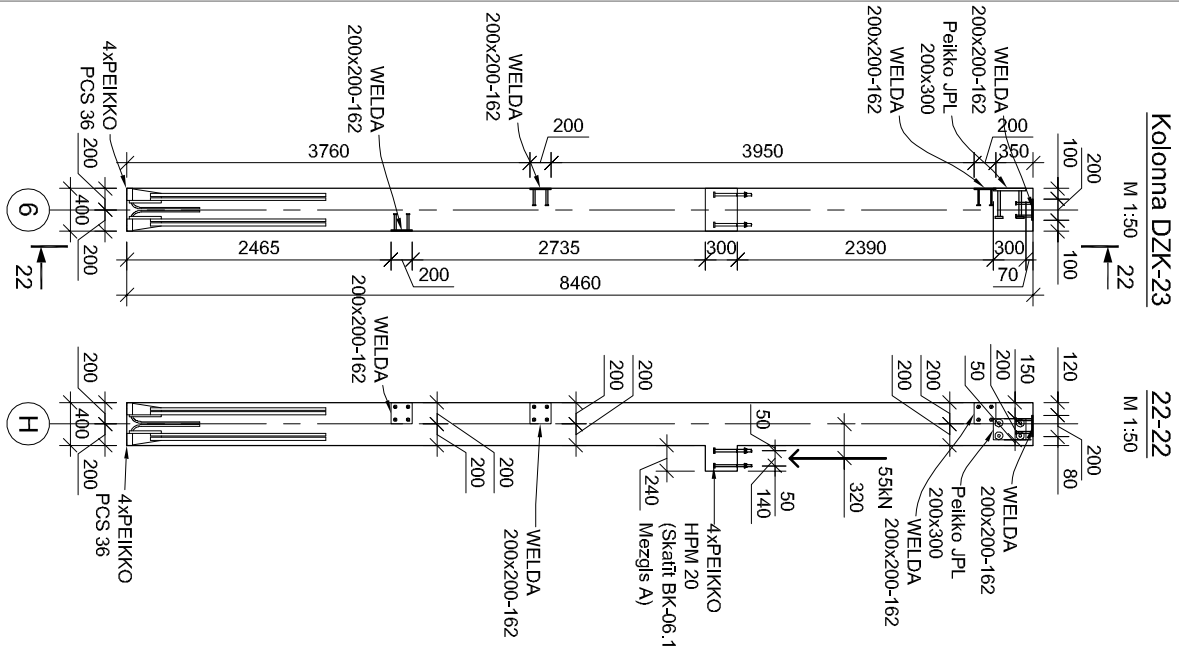 Kolonna DZK-23
M 1:50
WELDA
200x200-162
Peikko JPL
200x300
WELDA
200x200-162
WELDA
200x200-162
WELDA
200x200-162
4xPEIKKO
PCS 36
3760
200
3950
200
350
100
200
100
200
400
200
6
22
22
2465
200
2735
300
2390
300
70
8460
22-22
M 1:50
WELDA
200x200-162
200
400
200
H
4xPEIKKO
PCS 36
200
200
200
200
WELDA
200x200-162
240
50
140
50
320
55kN
4xPEIKKO
HPM 20
(Skatīt BK-06.1
Mezgls A)
200
200
50
200
150
120
200
80
WELDA
200x200-162
Peikko JPL
200x300
WELDA
200x200-162